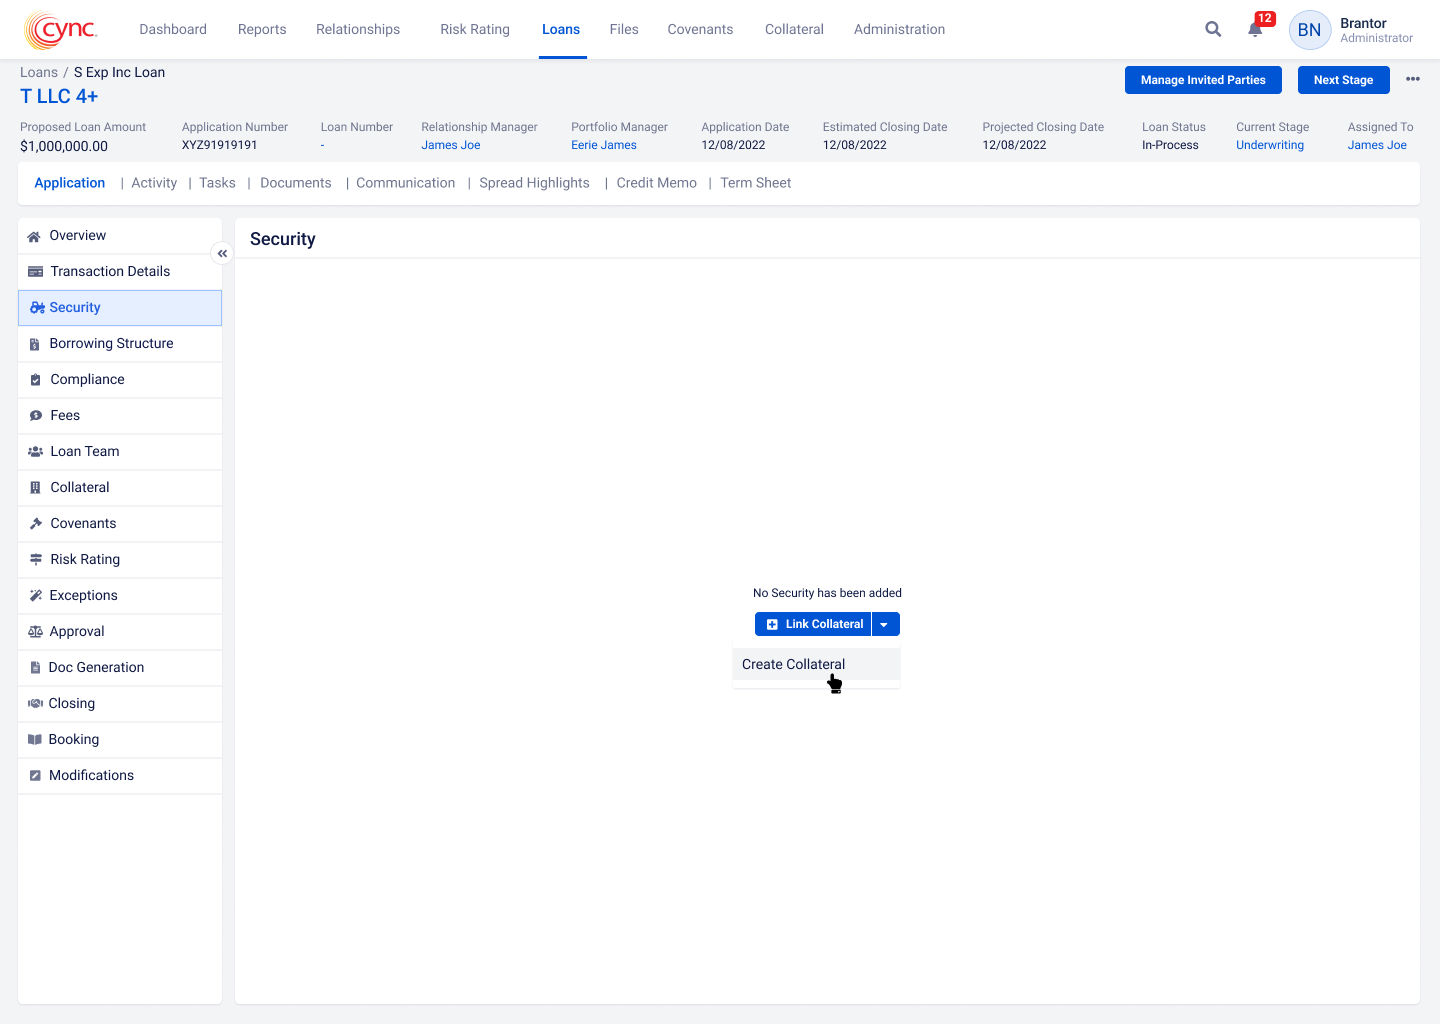 cync
Dashboard Reports Relationships Risk Rating Loans Files Covenants Collateral Administration
12
BN
Brantor
Administrator
Loans / S Exp Inc Loan
T LLC 4+
Manage Invited Parties
Next Stage
Proposed Loan Amount Application Number Loan Number Relationship Manager Portfolio Manager Application Date Estimated Closing Date Projected Closing Date Loan Status Current Stage Assigned To
$1,000,000.00 XYZ91919191 - James Joe Eerie James 12/08/2022 12/08/2022 12/08/2022 In-Process Underwriting James Joe
Application | Activity | Tasks | Documents | Communication | Spread Highlights | Credit Memo | Term Sheet
Overview
Transaction Details
Security
Borrowing Structure
Compliance
Fees
Loan Team
Collateral
Covenants
Risk Rating
Exceptions
Approval
Doc Generation
Closing
Booking
Modifications
Security
No Security has been added
Link Collateral
Create Collateral